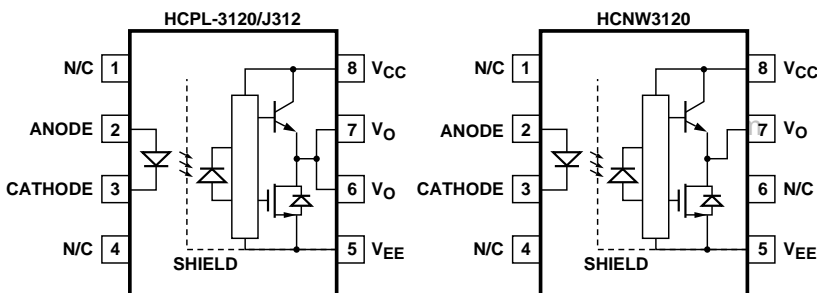 HCPL-3120/J312
N/C 1
8 VCC
ANODE 2
7 VO
CATHODE 3
6 VO
N/C 4
5 VEE
SHIELD
HCNW3120
N/C 1
8 VCC
ANODE 2
7 VO
CATHODE 3
6 N/C
N/C 4
5 VEE
SHIELD